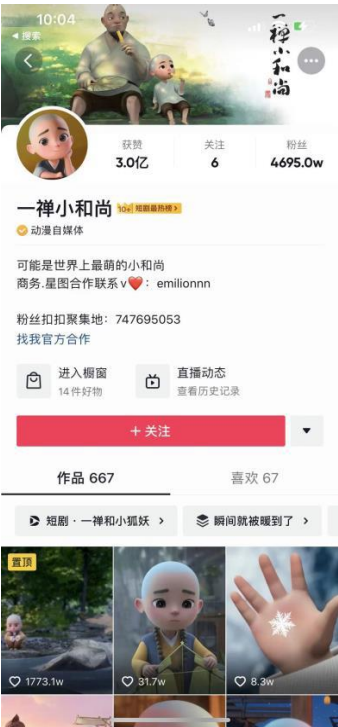 10:04
◀ 搜索
一禅小和尚
获赞 关注 粉丝
3.0亿 6 4695.0w
一禅小和尚 10+ 短剧最热榜 >
动漫自媒体
可能是世界上最萌的小和尚
商务.星图合作联系v❤️：emilionnn
粉丝扣扣聚集地：747695053
找我官方合作
进入橱窗 直播动态
14件好物 查看历史记录
+ 关注
作品 667 喜欢 67
短剧 · 一禅和小狐妖 > 瞬间就被暖到了 >
置顶
1773.1w 31.7w 8.3w